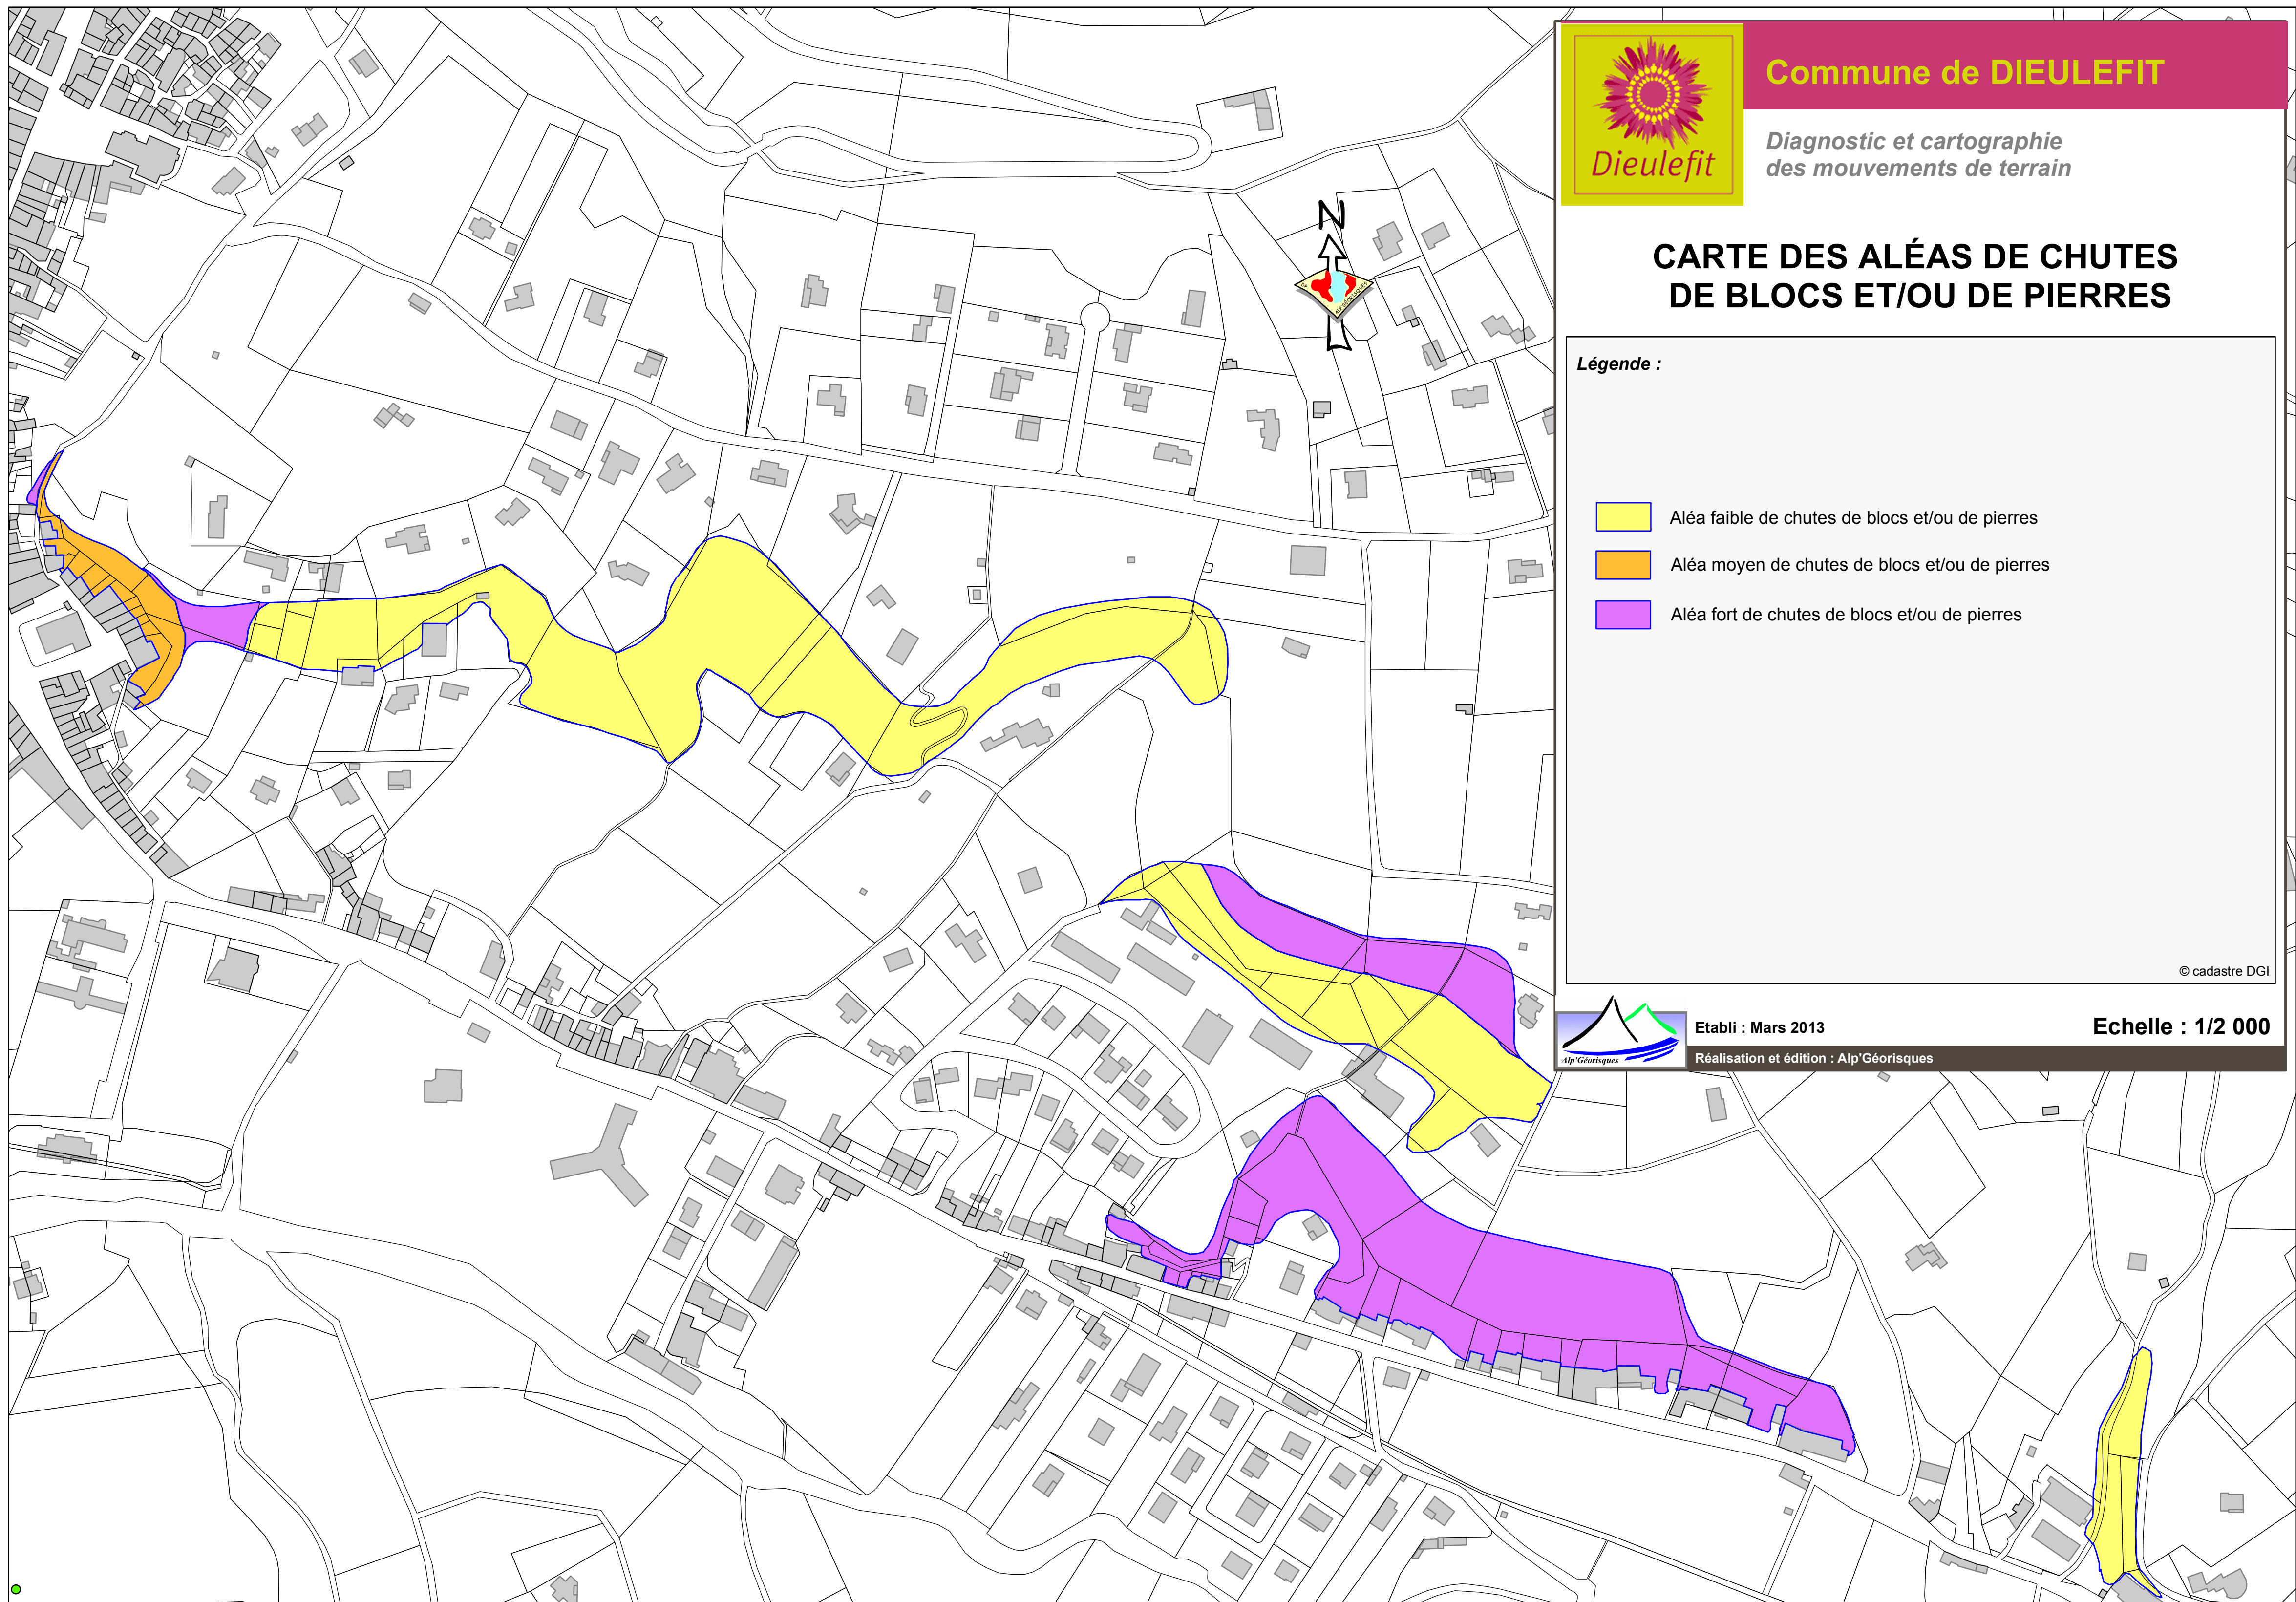 Commune de DIEULEFIT
Dieulefit
Diagnostic et cartographie
des mouvements de terrain
CARTE DES ALÉAS DE CHUTES
DE BLOCS ET/OU DE PIERRES
N
ALP'GÉORISQUES
Légende :
Aléa faible de chutes de blocs et/ou de pierres
Aléa moyen de chutes de blocs et/ou de pierres
Aléa fort de chutes de blocs et/ou de pierres
© cadastre DGI
Alp'Géorisques
Etabli : Mars 2013
Echelle : 1/2 000
Réalisation et édition : Alp'Géorisques